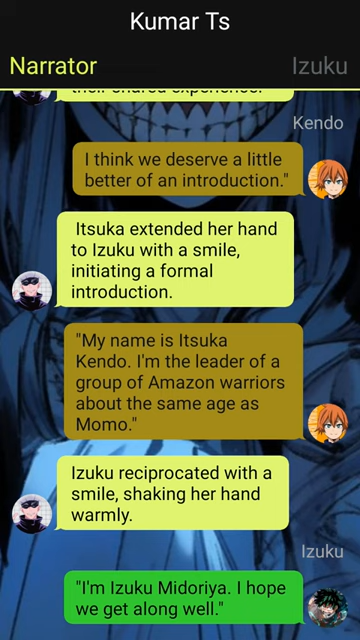 Kumar Ts
Narrator
Izuku
their shared experience.
Kendo
I think we deserve a little
better of an introduction."
Itsuka extended her hand
to Izuku with a smile,
initiating a formal
introduction.
"My name is Itsuka
Kendo. I'm the leader of a
group of Amazon warriors
about the same age as
Momo."
Izuku reciprocated with a
smile, shaking her hand
warmly.
Izuku
"I'm Izuku Midoriya. I hope
we get along well."